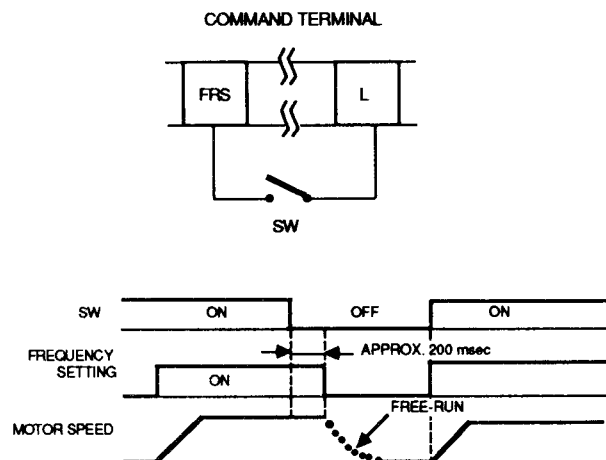 COMMAND TERMINAL
FRS L
SW
SW ON OFF ON
APPROX. 200 msec
FREQUENCY
SETTING
ON
FREE-RUN
MOTOR SPEED